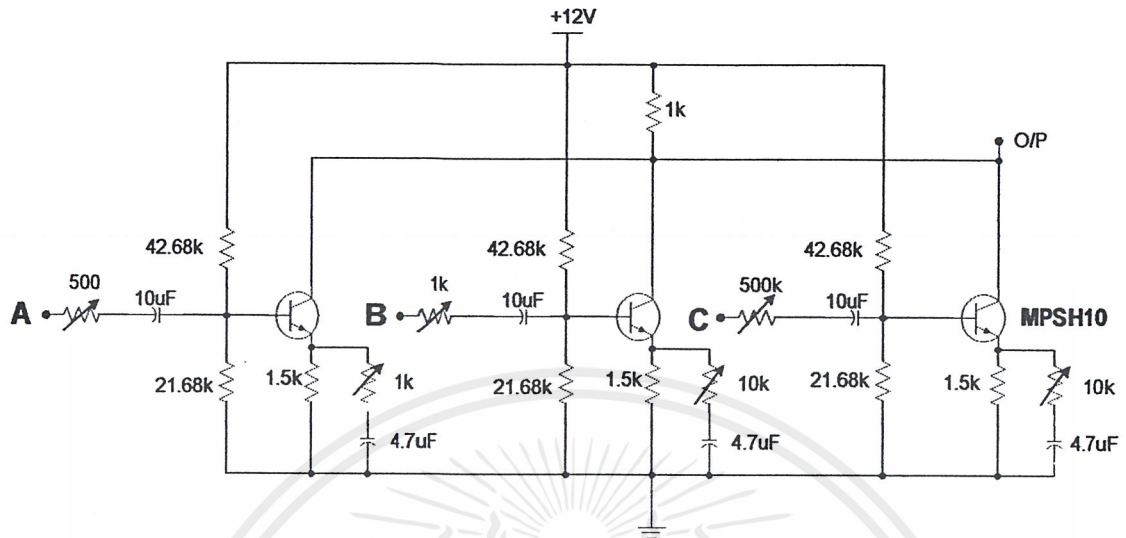 +12V
1k
O/P
42.68k
42.68k
42.68k
500
10uF
1k
10uF
500k
10uF
A
B
C
MPSH10
21.68k
1.5k
1k
21.68k
1.5k
10k
21.68k
1.5k
10k
4.7uF
4.7uF
4.7uF